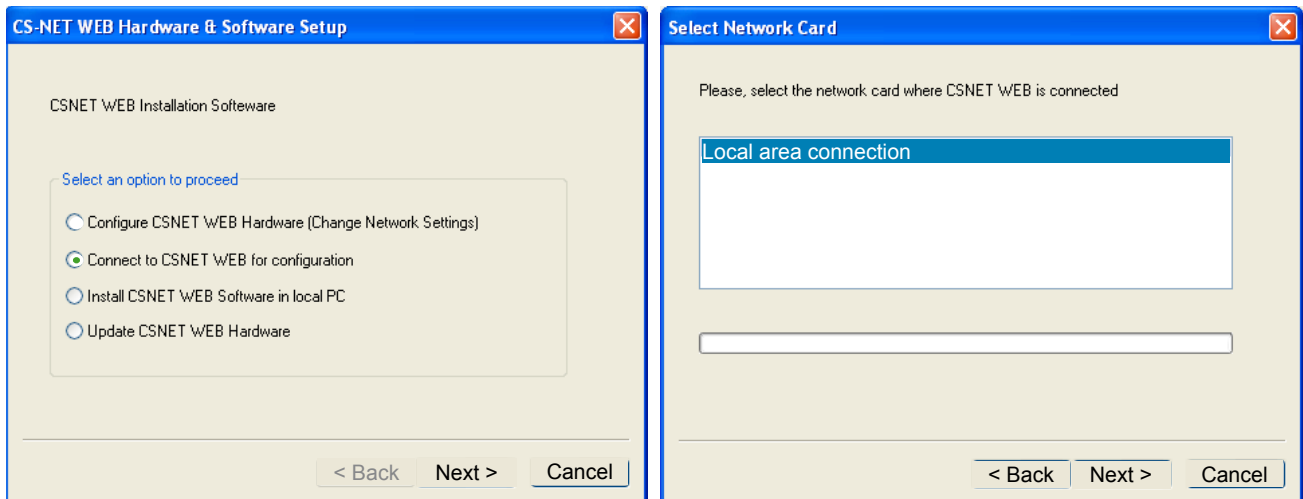 CS-NET WEB Hardware & Software Setup
CSNET WEB Installation Softeware
Select an option to proceed
Configure CSNET WEB Hardware (Change Network Settings)
Connect to CSNET WEB for configuration
Install CSNET WEB Software in local PC
Update CSNET WEB Hardware
< Back Next > Cancel
Select Network Card
Please, select the network card where CSNET WEB is connected
Local area connection
< Back Next > Cancel